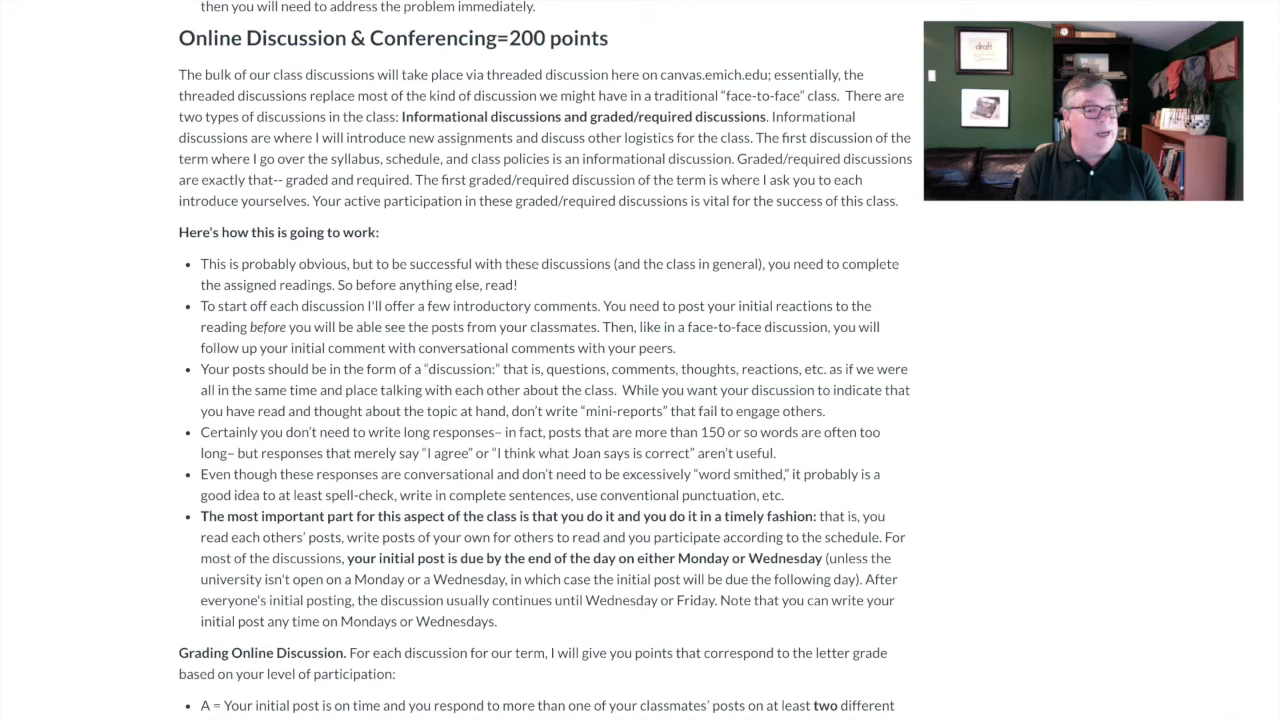 then you will need to address the problem immediately.
Online Discussion & Conferencing=200 points
The bulk of our class discussions will take place via threaded discussion here on canvas.emich.edu; essentially, the
threaded discussions replace most of the kind of discussion we might have in a traditional “face-to-face” class.  There are
two types of discussions in the class: Informational discussions and graded/required discussions. Informational
discussions are where I will introduce new assignments and discuss other logistics for the class. The first discussion of the
term where I go over the syllabus, schedule, and class policies is an informational discussion. Graded/required discussions
are exactly that-- graded and required. The first graded/required discussion of the term is where I ask you to each
introduce yourselves. Your active participation in these graded/required discussions is vital for the success of this class.
Here's how this is going to work:
• This is probably obvious, but to be successful with these discussions (and the class in general), you need to complete
the assigned readings. So before anything else, read!
• To start off each discussion I'll offer a few introductory comments. You need to post your initial reactions to the
reading before you will be able see the posts from your classmates. Then, like in a face-to-face discussion, you will
follow up your initial comment with conversational comments with your peers.
• Your posts should be in the form of a “discussion:” that is, questions, comments, thoughts, reactions, etc. as if we were
all in the same time and place talking with each other about the class.  While you want your discussion to indicate that
you have read and thought about the topic at hand, don’t write “mini-reports” that fail to engage others.
• Certainly you don’t need to write long responses– in fact, posts that are more than 150 or so words are often too
long– but responses that merely say “I agree” or “I think what Joan says is correct” aren’t useful.
• Even though these responses are conversational and don’t need to be excessively “word smithed,” it probably is a
good idea to at least spell-check, write in complete sentences, use conventional punctuation, etc.
• The most important part for this aspect of the class is that you do it and you do it in a timely fashion: that is, you
read each others’ posts, write posts of your own for others to read and you participate according to the schedule. For
most of the discussions, your initial post is due by the end of the day on either Monday or Wednesday (unless the
university isn't open on a Monday or a Wednesday, in which case the initial post will be due the following day). After
everyone's initial posting, the discussion usually continues until Wednesday or Friday. Note that you can write your
initial post any time on Mondays or Wednesdays.
Grading Online Discussion. For each discussion for our term, I will give you points that correspond to the letter grade
based on your level of participation:
• A = Your initial post is on time and you respond to more than one of your classmates’ posts on at least two different
draft